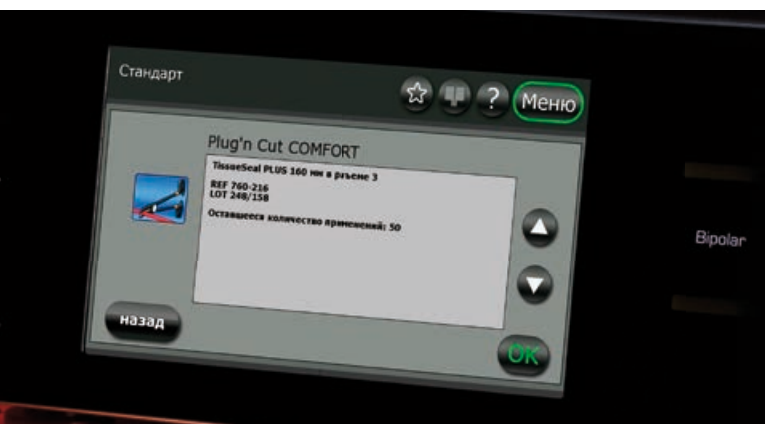 Стандарт
?
Меню
Plug'n Cut COMFORT
TissueSeal PLUS 160 мм в ръеме 3
REF 760-216
LOT 248/158
Оставшееся количество применений: 50
Bipolar
назад
OK